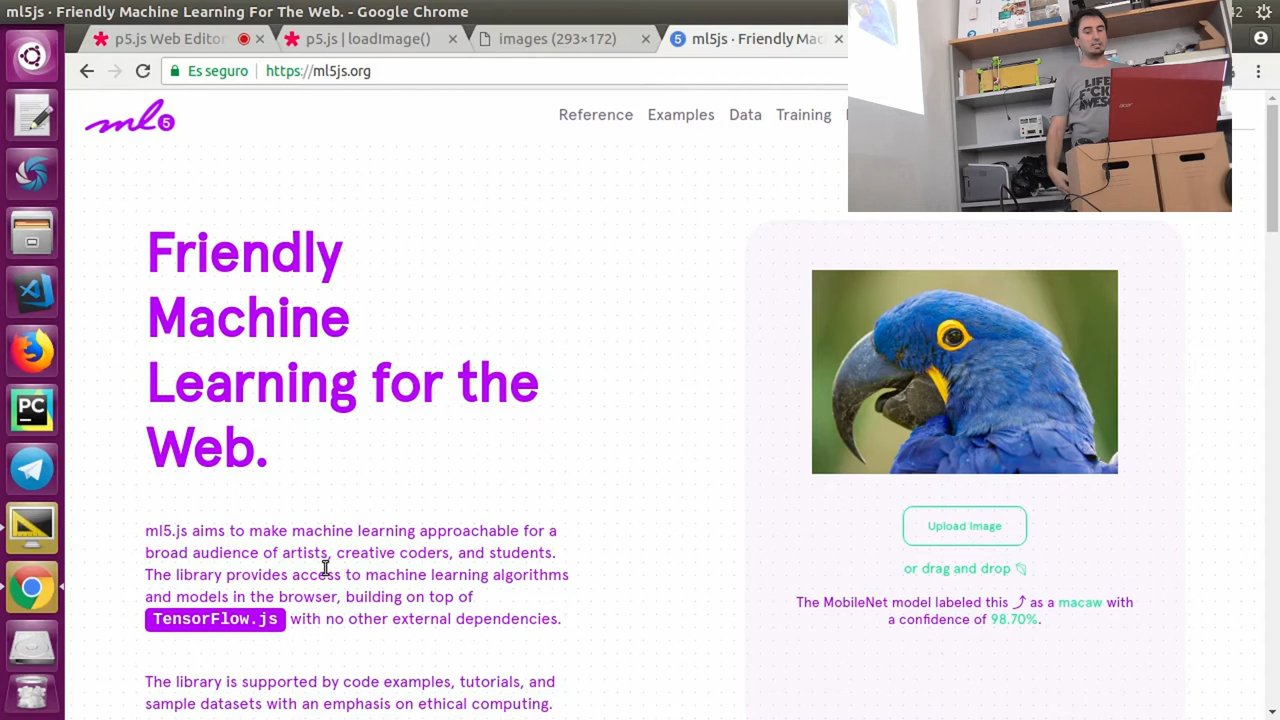 ml5js · Friendly Machine Learning For The Web. - Google Chrome
42
p5.js Web Editor
p5.js | loadImage()
images (293×172)
ml5js · Friendly Mac
Es seguro
https://ml5js.org
ml5
Reference
Examples
Data
Training
Friendly
Machine
Learning for the
Web.
ml5.js aims to make machine learning approachable for a
broad audience of artists, creative coders, and students.
The library provides access to machine learning algorithms
and models in the browser, building on top of
TensorFlow.js with no other external dependencies.
The library is supported by code examples, tutorials, and
sample datasets with an emphasis on ethical computing.
Upload Image
or drag and drop
The MobileNet model labeled this as a macaw with
a confidence of 98.70%.
PC
LIFE
F*CK
AWESO
acer